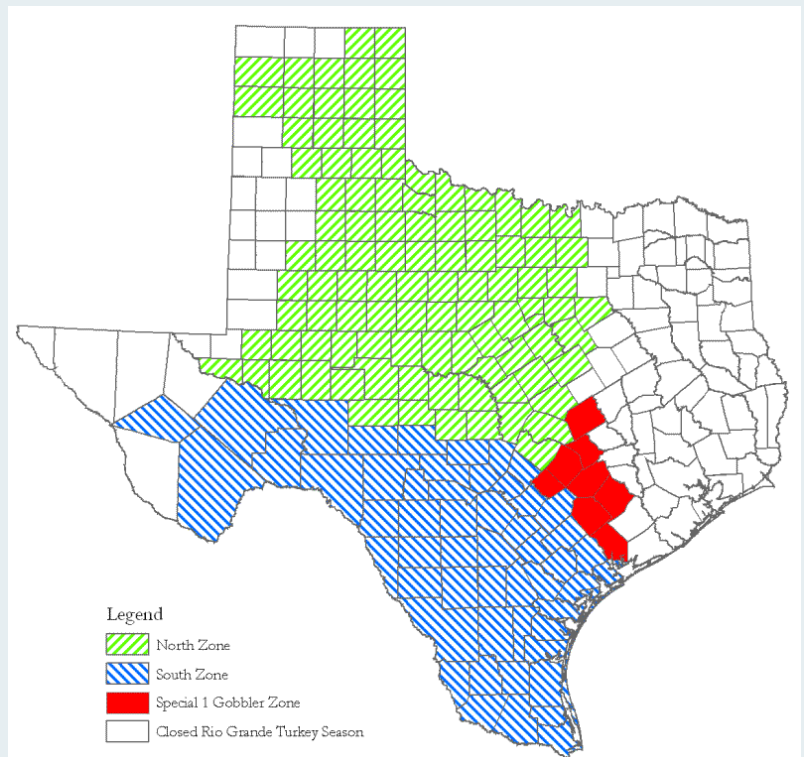 Legend
North Zone
South Zone
Special 1 Gobbler Zone
Closed Rio Grande Turkey Season